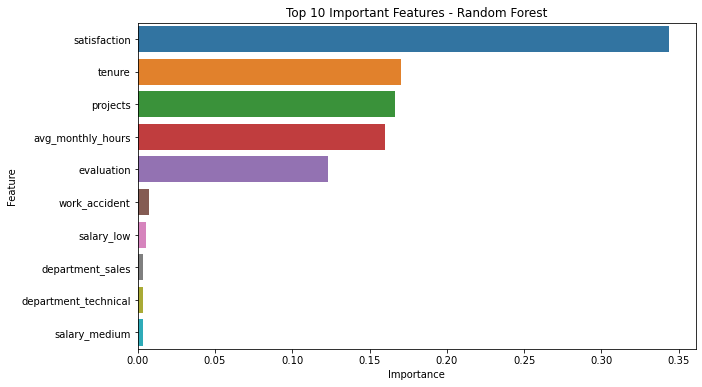 Top 10 Important Features - Random Forest
satisfaction
tenure
projects
avg_monthly_hours
evaluation
work_accident
salary_low
department_sales
department_technical
salary_medium
Feature
0.00 0.05 0.10 0.15 0.20 0.25 0.30 0.35
Importance